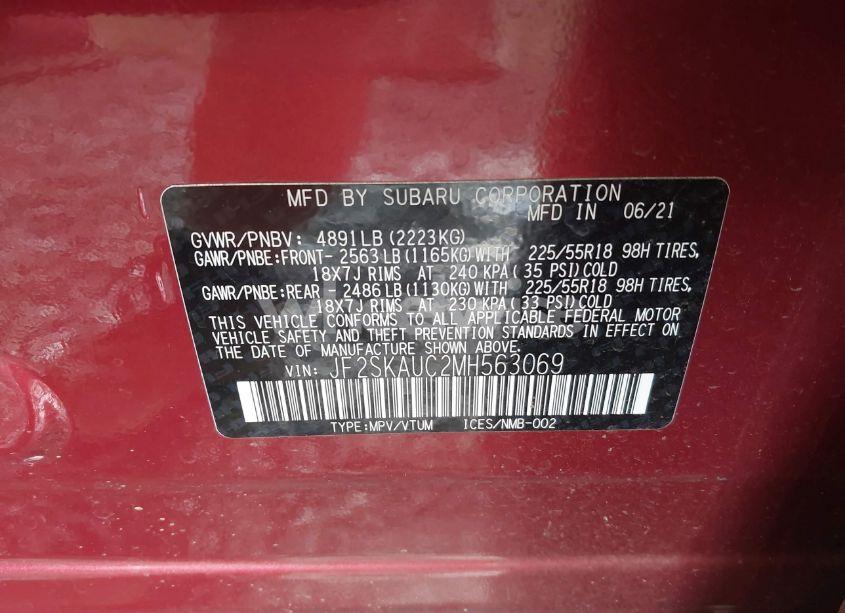 MFD BY SUBARU CORPORATION
MFD IN 06/21
GVWR/PNBV: 4891LB(2223KG)
GAWR/PNBE:FRONT- 2563LB(1165KG)WITH 225/55R18 98H TIRES,
18X7J RIMS AT 240 KPA( 35 PSI)COLD
GAWR/PNBE:REAR - 2486LB(1130KG)WITH 225/55R18 98H TIRES,
18X7J RIMS AT 230 KPA( 33 PSI)COLD
THIS VEHICLE CONFORMS TO ALL APPLICABLE FEDERAL MOTOR
VEHICLE SAFETY AND THEFT PREVENTION STANDARDS IN EFFECT ON
THE DATE OF MANUFACTURE SHOWN ABOVE.
VIN: JF2SKAUC2MH563069
TYPE:MPV/VTUM ICES/NMB-002